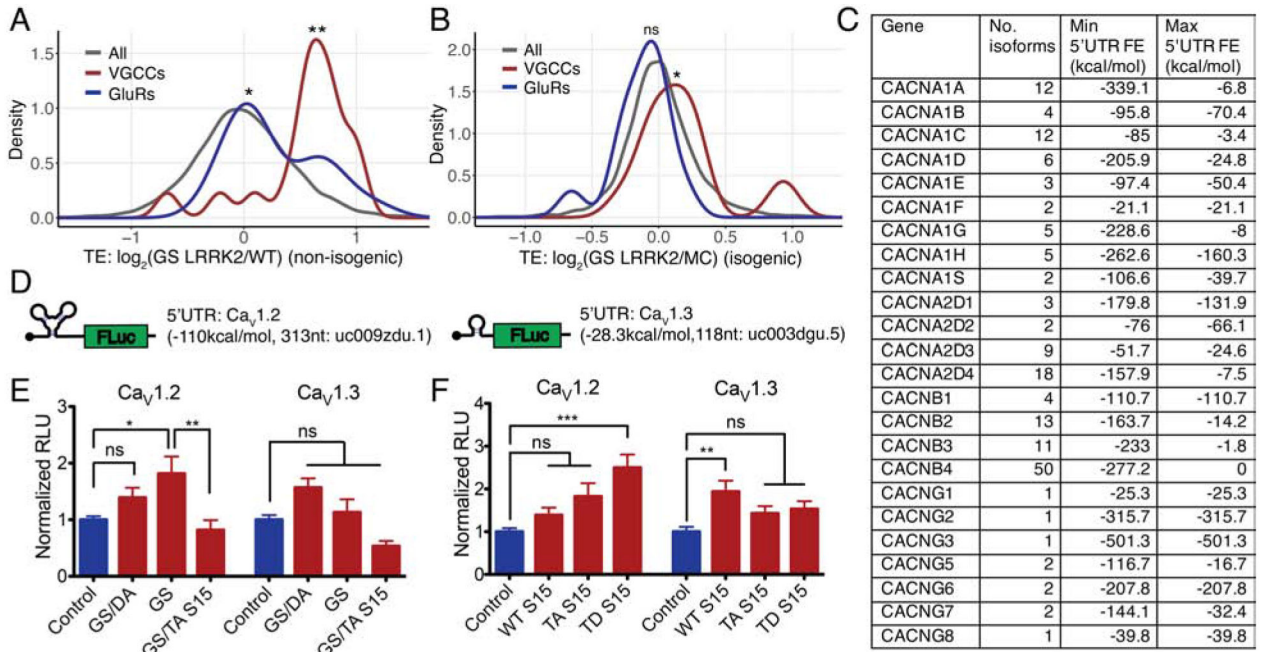 A
**
1.5
All
VGCCs
GluRs
*
1.0
Density
0.5
0.0
−1
0
1
TE: log2(GS LRRK2/WT) (non-isogenic)
B
ns
2.0
All
VGCCs
GluRs
*
1.5
Density
1.0
0.5
0.0
−1.0
−0.5
0.0
0.5
1.0
TE: log2(GS LRRK2/MC) (isogenic)
C
Gene No. isoforms Min 5'UTR FE (kcal/mol) Max 5'UTR FE (kcal/mol)
CACNA1A 12 -339.1 -6.8
CACNA1B 4 -95.8 -70.4
CACNA1C 12 -85 -3.4
CACNA1D 6 -205.9 -24.8
CACNA1E 3 -97.4 -50.4
CACNA1F 2 -21.1 -21.1
CACNA1G 5 -228.6 -8
CACNA1H 5 -262.6 -160.3
CACNA1S 2 -106.6 -39.7
CACNA2D1 3 -179.8 -131.9
CACNA2D2 2 -76 -66.1
CACNA2D3 9 -51.7 -24.6
CACNA2D4 18 -157.9 -7.5
CACNB1 4 -110.7 -110.7
CACNB2 13 -163.7 -14.2
CACNB3 11 -233 -1.8
CACNB4 50 -277.2 0
CACNG1 1 -25.3 -25.3
CACNG2 1 -315.7 -315.7
CACNG3 1 -501.3 -501.3
CACNG5 2 -116.7 -16.7
CACNG6 2 -207.8 -207.8
CACNG7 2 -144.1 -32.4
CACNG8 1 -39.8 -39.8
D
FLuc
5'UTR: CaV1.2
(-110kcal/mol, 313nt: uc009zdu.1)
FLuc
5'UTR: CaV1.3
(-28.3kcal/mol,118nt: uc003dgu.5)
E
CaV1.2
CaV1.3
3
2
1
0
Normalized RLU
* **
ns
ns
Control
GS/DA
GS
GS/TA S15
Control
GS/DA
GS
GS/TA S15
F
CaV1.2
CaV1.3
4
3
2
1
0
Normalized RLU
***
ns
ns
**
Control
WT S15
TA S15
TD S15
Control
WT S15
TA S15
TD S15